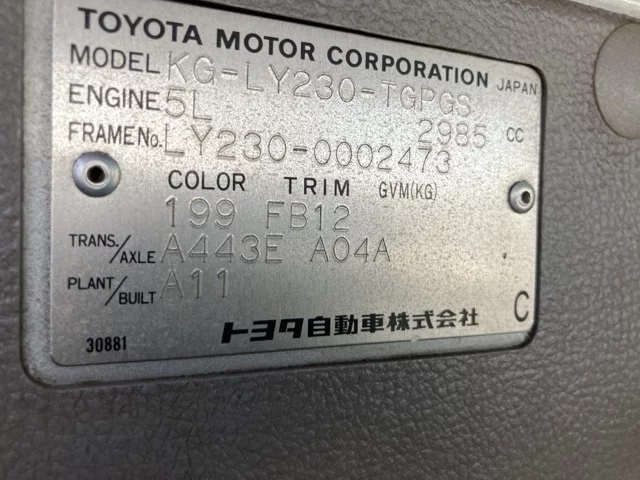 TOYOTA MOTOR CORPORATION JAPAN
MODEL KG-LY230-TGPGS
ENGINE 5L 2985 CC
FRAME No. LY230-0002473
COLOR TRIM GVM(KG)
199 FB12
TRANS./AXLE A443E A04A
PLANT/BUILT A11
30881 トヨタ自動車株式会社 C